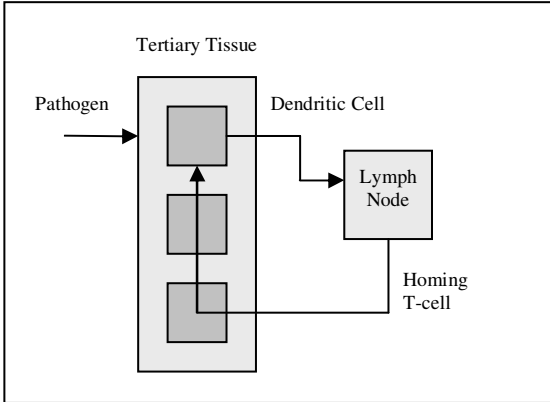 Tertiary Tissue
Pathogen
Dendritic Cell
Lymph
Node
Homing
T-cell